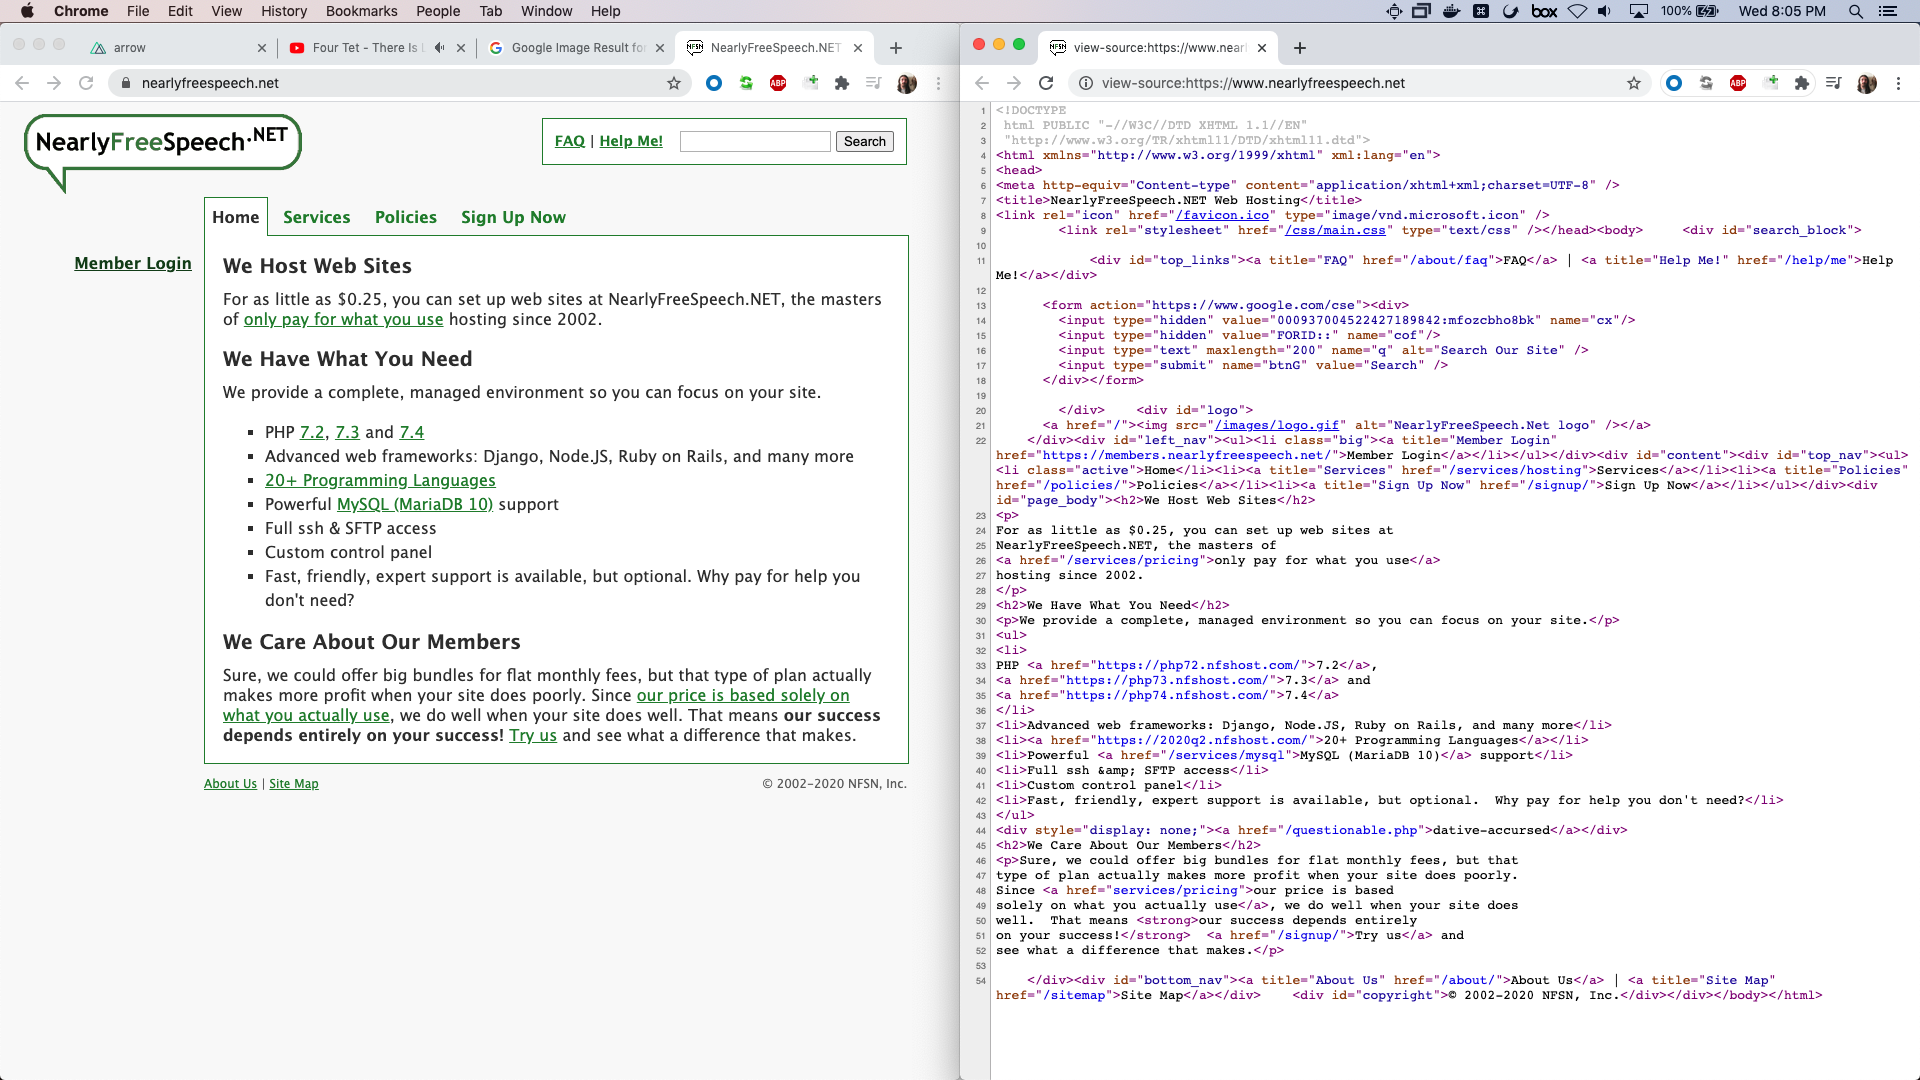 Chrome File Edit View History Bookmarks People Tab Window Help box 100% Wed 8:05 PM
arrow
Four Tet - There Is
Google Image Result fo
NearlyFreeSpeech.NET
nearlyfreespeech.net
ABP
NearlyFreeSpeech.NET
FAQ | Help Me! Search
Home Services Policies Sign Up Now
Member Login
We Host Web Sites
For as little as $0.25, you can set up web sites at NearlyFreeSpeech.NET, the masters
of only pay for what you use hosting since 2002.
We Have What You Need
We provide a complete, managed environment so you can focus on your site.
PHP 7.2, 7.3 and 7.4
Advanced web frameworks: Django, Node.JS, Ruby on Rails, and many more
20+ Programming Languages
Powerful MySQL (MariaDB 10) support
Full ssh & SFTP access
Custom control panel
Fast, friendly, expert support is available, but optional. Why pay for help you
don't need?
We Care About Our Members
Sure, we could offer big bundles for flat monthly fees, but that type of plan actually
makes more profit when your site does poorly. Since our price is based solely on
what you actually use, we do well when your site does well. That means our success
depends entirely on your success! Try us and see what a difference that makes.
About Us | Site Map © 2002-2020 NFSN, Inc.
NFSN view-source:https://www.nearl
view-source:https://www.nearlyfreespeech.net
ABP
1 <!DOCTYPE
2 html PUBLIC "-//W3C//DTD XHTML 1.1//EN"
3 "http://www.w3.org/TR/xhtml11/DTD/xhtml11.dtd">
4 <html xmlns="http://www.w3.org/1999/xhtml" xml:lang="en">
5 <head>
6 <meta http-equiv="Content-type" content="application/xhtml+xml;charset=UTF-8" />
7 <title>NearlyFreeSpeech.NET Web Hosting</title>
8 <link rel="icon" href="/favicon.ico" type="image/vnd.microsoft.icon" />
9 <link rel="stylesheet" href="/css/main.css" type="text/css" /></head><body> <div id="search_block">
10
11 <div id="top_links"><a title="FAQ" href="/about/faq">FAQ</a> | <a title="Help Me!" href="/help/me">Help
Me!</a></div>
12
13 <form action="https://www.google.com/cse"><div>
14 <input type="hidden" value="000937004522427189842:mfozcbho8bk" name="cx"/>
15 <input type="hidden" value="FORID::" name="cof"/>
16 <input type="text" maxlength="200" name="q" alt="Search Our Site" />
17 <input type="submit" name="btnG" value="Search" />
18 </div></form>
19
20 </div> <div id="logo">
21 <a href="/"><img src="/images/logo.gif" alt="NearlyFreeSpeech.Net logo" /></a>
22 </div><div id="left_nav"><ul><li class="big"><a title="Member Login"
href="https://members.nearlyfreespeech.net/">Member Login</a></li></ul></div><div id="content"><div id="top_nav"><ul>
<li class="active">Home</li><li><a title="Services" href="/services/hosting">Services</a></li><li><a title="Policies"
href="/policies/">Policies</a></li><li><a title="Sign Up Now" href="/signup/">Sign Up Now</a></li></ul></div><div
id="page_body"><h2>We Host Web Sites</h2>
23 <p>
24 For as little as $0.25, you can set up web sites at
25 NearlyFreeSpeech.NET, the masters of
26 <a href="/services/pricing">only pay for what you use</a>
27 hosting since 2002.
28 </p>
29 <h2>We Have What You Need</h2>
30 <p>We provide a complete, managed environment so you can focus on your site.</p>
31 <ul>
32 <li>
33 PHP <a href="https://php72.nfshost.com/">7.2</a>,
34 <a href="https://php73.nfshost.com/">7.3</a> and
35 <a href="https://php74.nfshost.com/">7.4</a>
36 </li>
37 <li>Advanced web frameworks: Django, Node.JS, Ruby on Rails, and many more</li>
38 <li><a href="https://2020q2.nfshost.com/">20+ Programming Languages</a></li>
39 <li>Powerful <a href="/services/mysql">MySQL (MariaDB 10)</a> support</li>
40 <li>Full ssh &amp; SFTP access</li>
41 <li>Custom control panel</li>
42 <li>Fast, friendly, expert support is available, but optional.  Why pay for help you don't need?</li>
43 </ul>
44 <div style="display: none;"><a href="/questionable.php">dative-accursed</a></div>
45 <h2>We Care About Our Members</h2>
46 <p>Sure, we could offer big bundles for flat monthly fees, but that
47 type of plan actually makes more profit when your site does poorly.
48 Since <a href="services/pricing">our price is based
49 solely on what you actually use</a>, we do well when your site does
50 well.  That means <strong>our success depends entirely
51 on your success!</strong>  <a href="/signup/">Try us</a> and
52 see what a difference that makes.</p>
53
54 </div><div id="bottom_nav"><a title="About Us" href="/about/">About Us</a> | <a title="Site Map"
href="/sitemap">Site Map</a></div> <div id="copyright">© 2002-2020 NFSN, Inc.</div></div></body></html>